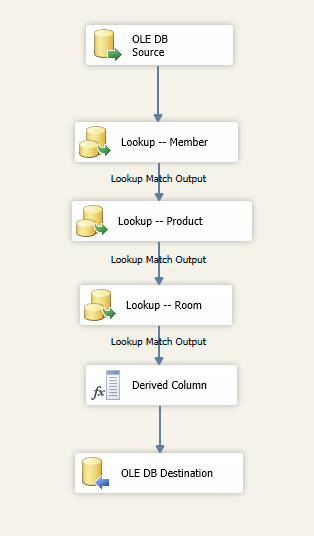 OLE DB
Source
Lookup -- Member
Lookup Match Output
Lookup -- Product
Lookup Match Output
Lookup -- Room
Lookup Match Output
fx
Derived Column
OLE DB Destination